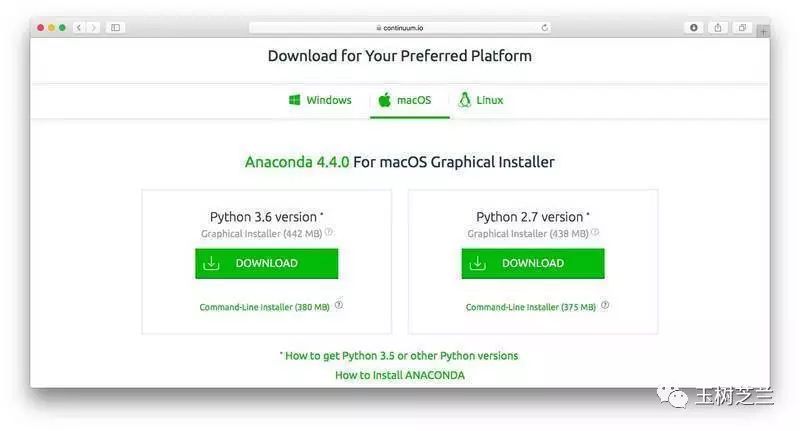 continuum.io
Download for Your Preferred Platform
Windows
macOS
Linux
Anaconda 4.4.0 For macOS Graphical Installer
Python 3.6 version *
Graphical Installer (442 MB) ?
DOWNLOAD
Command-Line Installer (380 MB) ?
Python 2.7 version *
Graphical Installer (438 MB) ?
DOWNLOAD
Command-Line Installer (375 MB) ?
* How to get Python 3.5 or other Python versions
How to Install ANACONDA
玉树芝兰